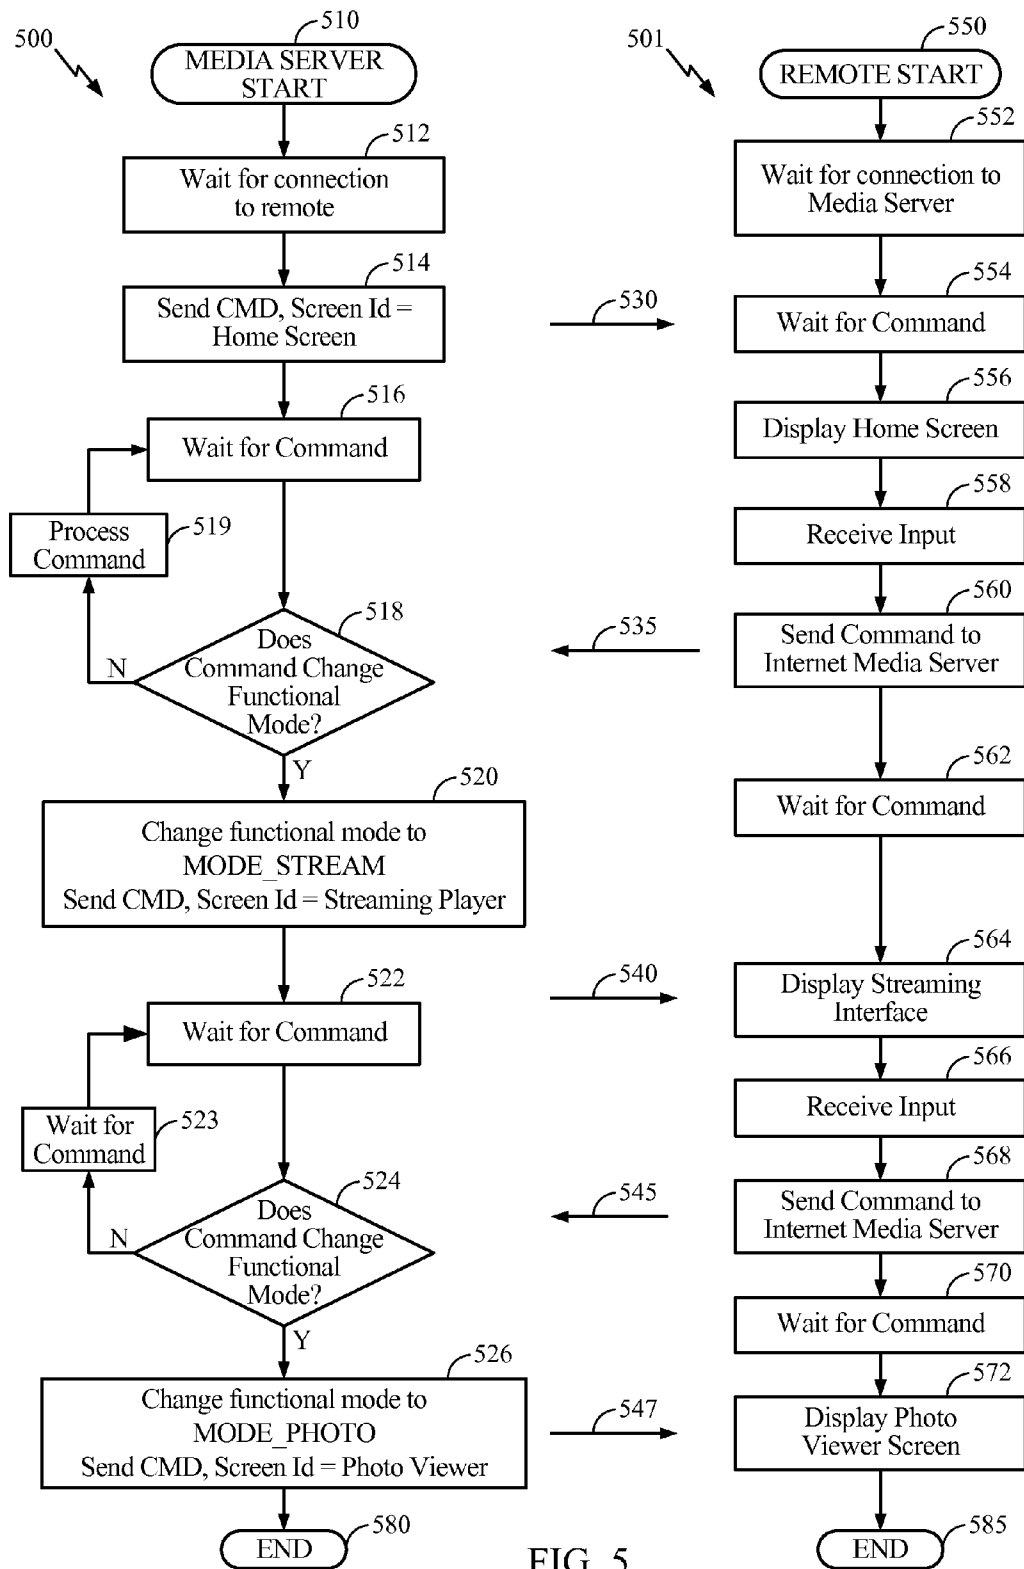 500
510
MEDIA SERVER
START
512
Wait for connection
to remote
514
Send CMD, Screen Id =
Home Screen
530
516
Wait for Command
Process
Command
519
518
Does
Command Change
Functional
Mode?
N
Y
535
520
Change functional mode to
MODE_STREAM
Send CMD, Screen Id = Streaming Player
522
Wait for Command
540
Wait for
Command
523
524
Does
Command Change
Functional
Mode?
N
Y
545
526
Change functional mode to
MODE_PHOTO
Send CMD, Screen Id = Photo Viewer
547
END
580
501
550
REMOTE START
552
Wait for connection to
Media Server
554
Wait for Command
556
Display Home Screen
558
Receive Input
560
Send Command to
Internet Media Server
562
Wait for Command
564
Display Streaming
Interface
566
Receive Input
568
Send Command to
Internet Media Server
570
Wait for Command
572
Display Photo
Viewer Screen
END
585
FIG. 5